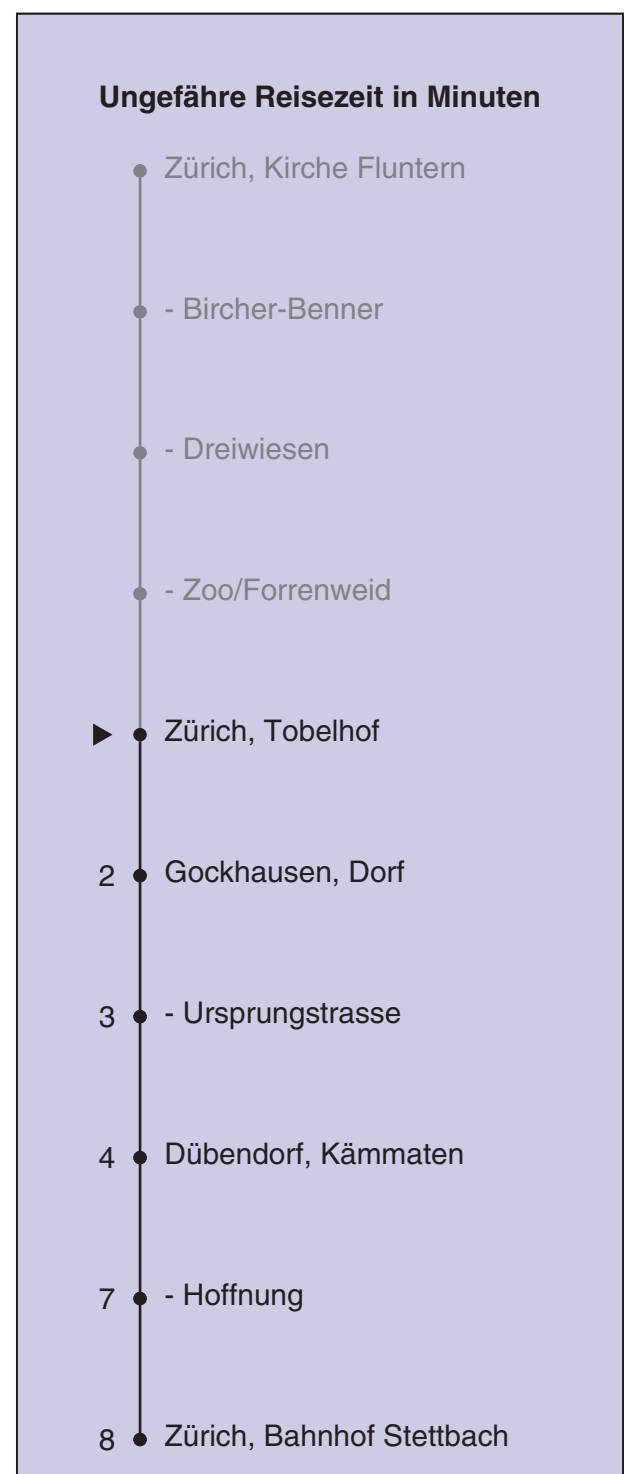 Ungefähre Reisezeit in Minuten
Zürich, Kirche Fluntern
- Bircher-Benner
- Dreiwiesen
- Zoo/Forrenweid
Zürich, Tobelhof
2 Gockhausen, Dorf
3 - Ursprungstrasse
4 Dübendorf, Kämmaten
7 - Hoffnung
8 Zürich, Bahnhof Stettbach